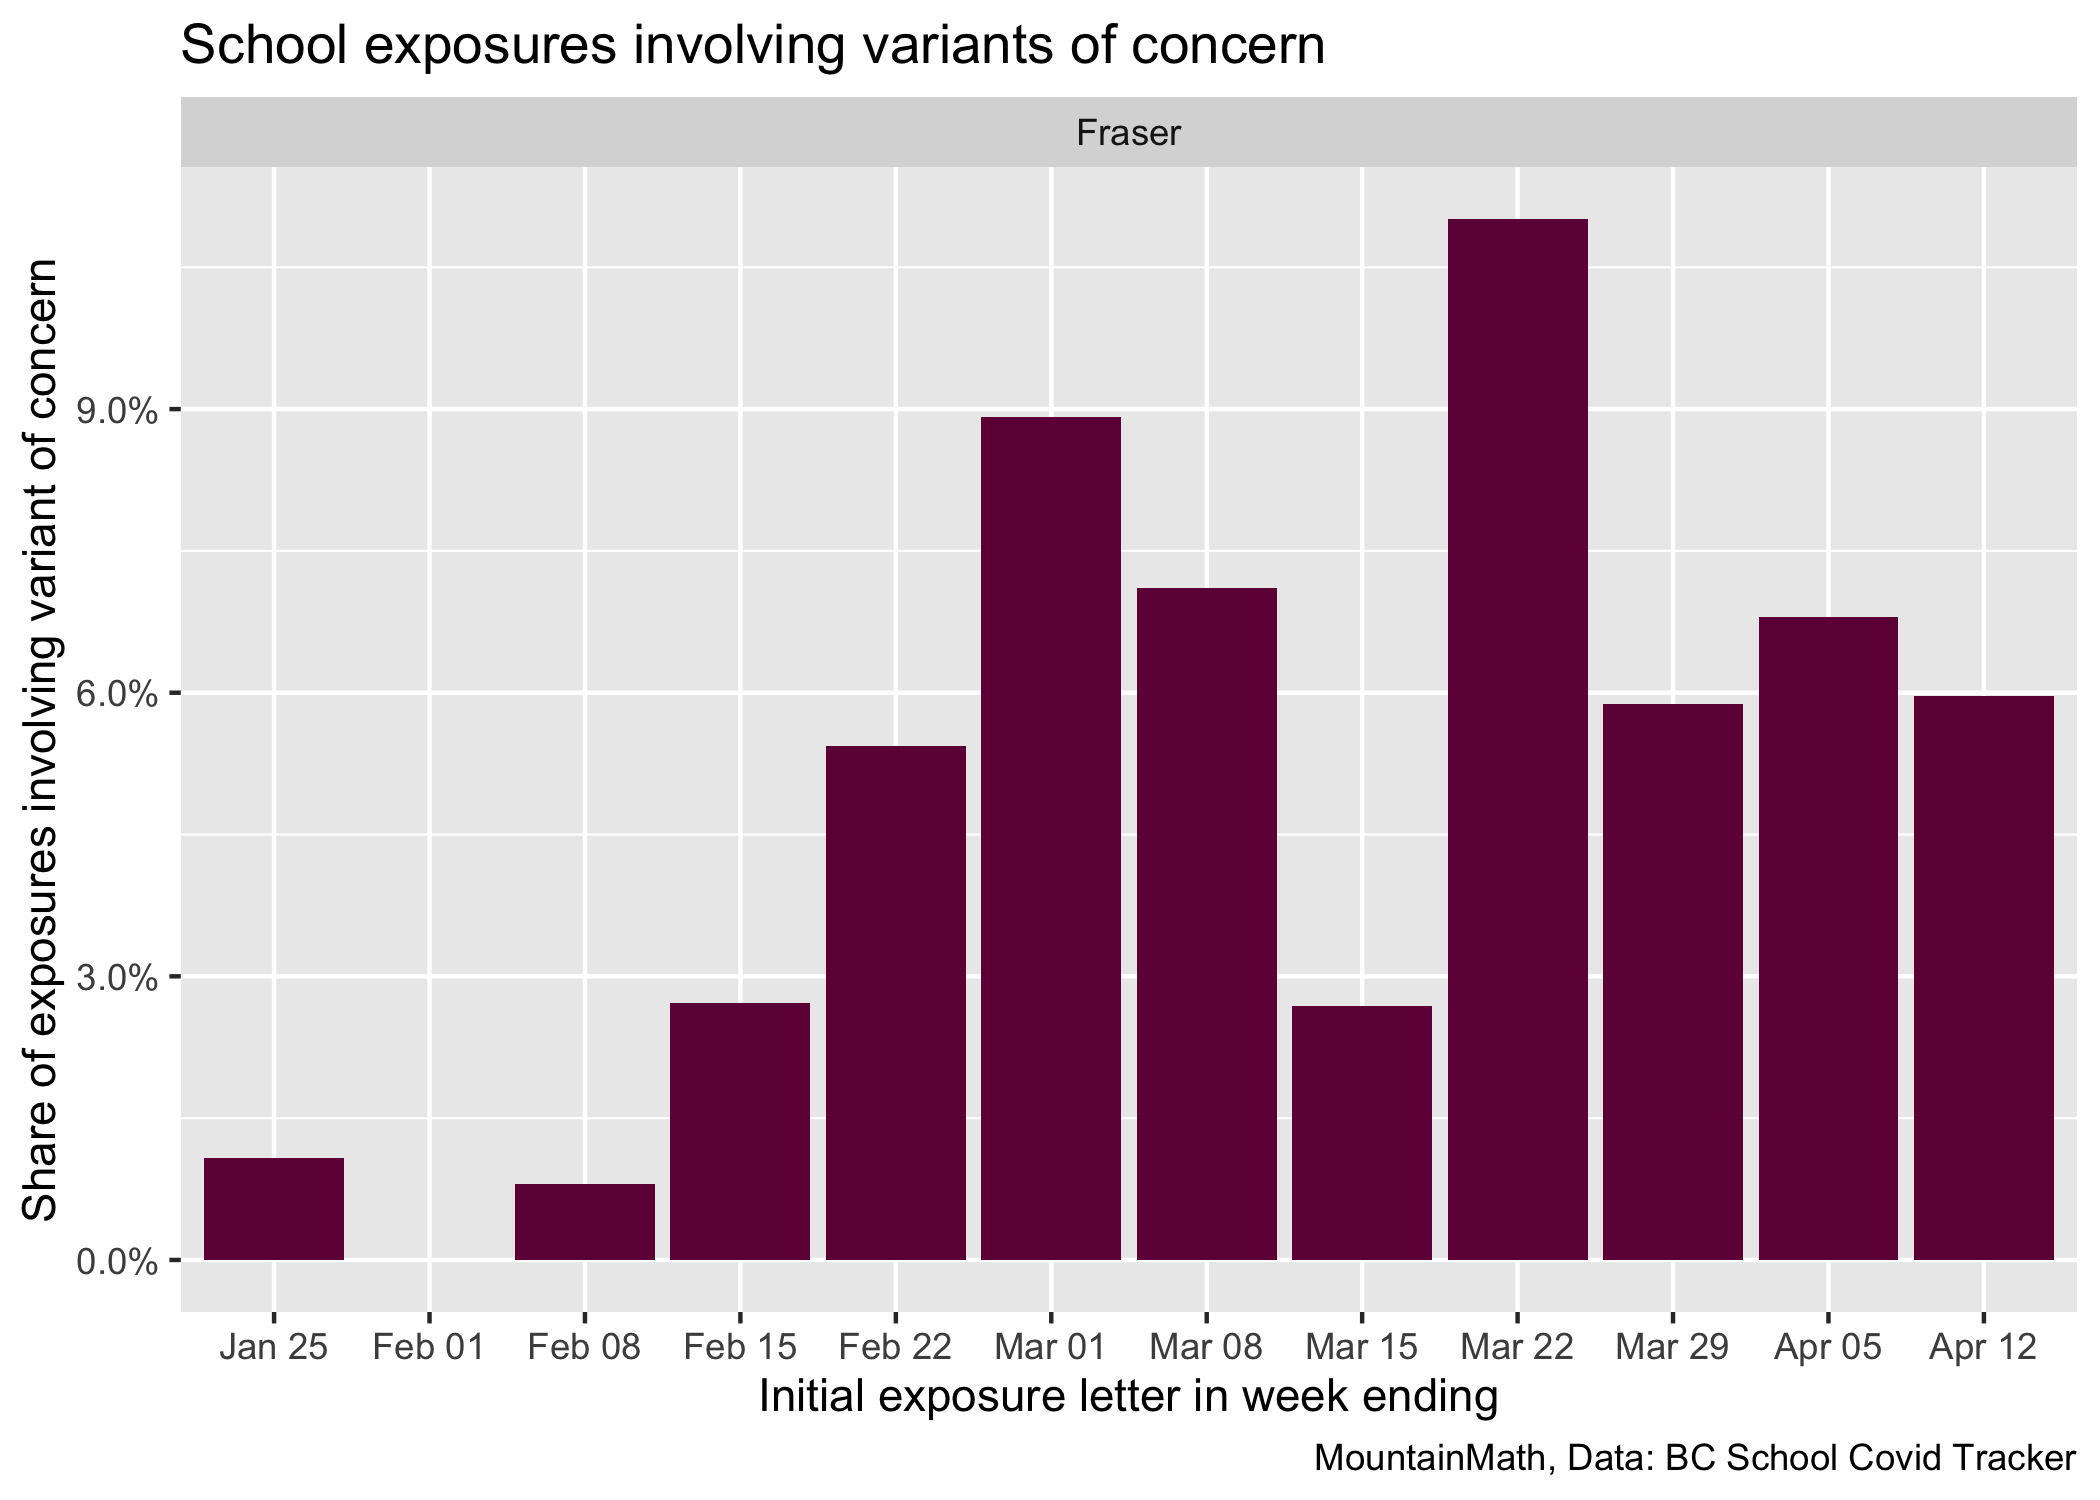 School exposures involving variants of concern
Fraser
Share of exposures involving variant of concern
9.0%
6.0%
3.0%
0.0%
Jan 25 Feb 01 Feb 08 Feb 15 Feb 22 Mar 01 Mar 08 Mar 15 Mar 22 Mar 29 Apr 05 Apr 12
Initial exposure letter in week ending
MountainMath, Data: BC School Covid Tracker